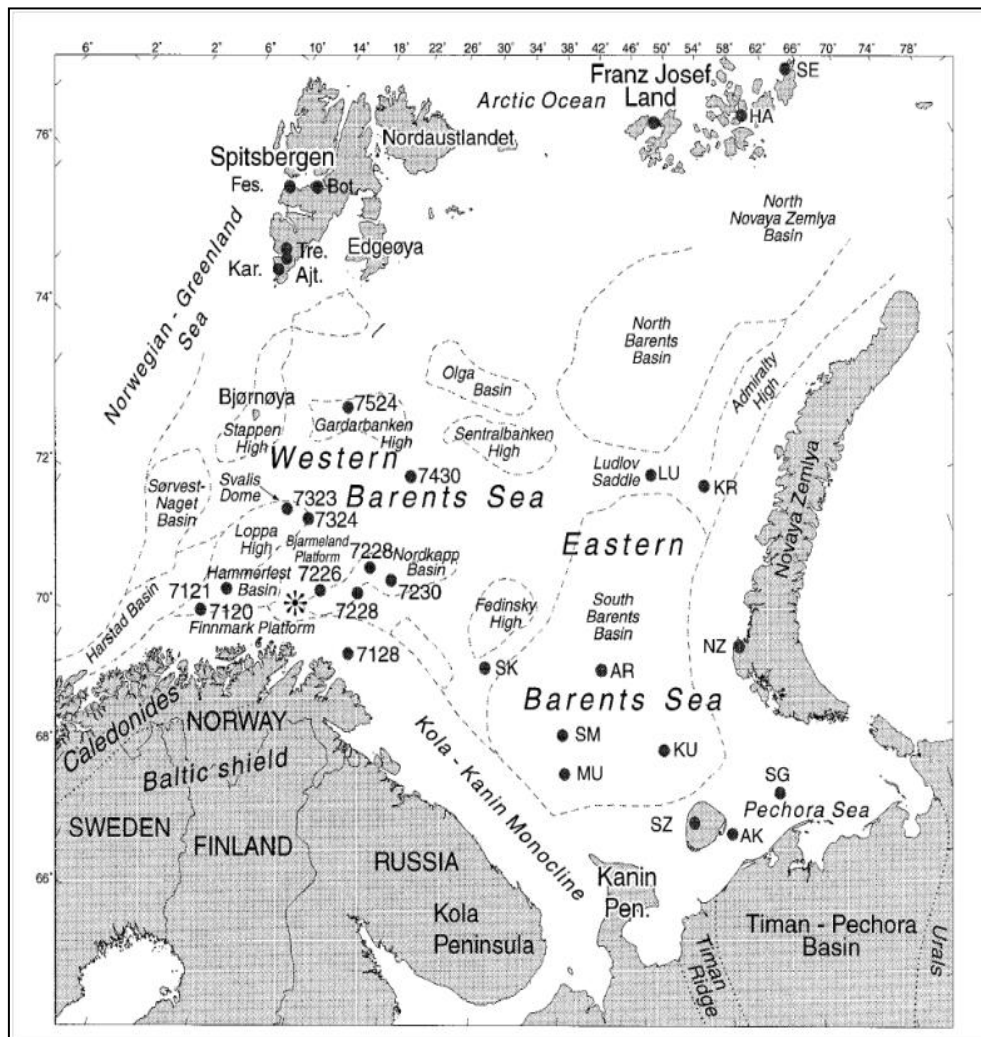 6° 2° 2° 6° 10° 14° 18° 22° 26° 30° 34° 38° 42° 46° 50° 54° 58° 62° 66° 70° 74° 78°
Franz Josef
Land
SE
Arctic Ocean
HA
76°
Nordaustlandet
Spitsbergen
Fes.
Bot.
North
Novaya Zemlya
Basin
Tre.
Edgeøya
Kar.
Ajt.
74°
Norwegian - Greenland
Sea
North
Barents
Basin
Olga
Basin
Admiralty
High
Bjørnøya
7524
Stappen
High
Gardarbanken
High
Sentralbanken
High
Western
72°
Ludlov
Saddle
LU
7430
KR
Svalis
Dome
Sørvest-
Naget
Basin
7323
Barents Sea
7324
Novaya Zemlya
Loppa
High
Bjarmeland
Platform
Eastern
7228
Nordkapp
Basin
Hammerfest
Basin
7226
7121
7230
70°
7120
7228
Fedinsky
High
South
Barents
Basin
Harstad Basin
Finnmark Platform
NZ
7128
SK
AR
Barents Sea
Caledonides
NORWAY
68°
SM
KU
Kola - Kanin Monocline
Baltic shield
MU
SG
Pechora Sea
SWEDEN
FINLAND
SZ
AK
RUSSIA
66°
Kanin
Pen.
Kola
Peninsula
Timan - Pechora
Basin
Timan
Ridge
Urals